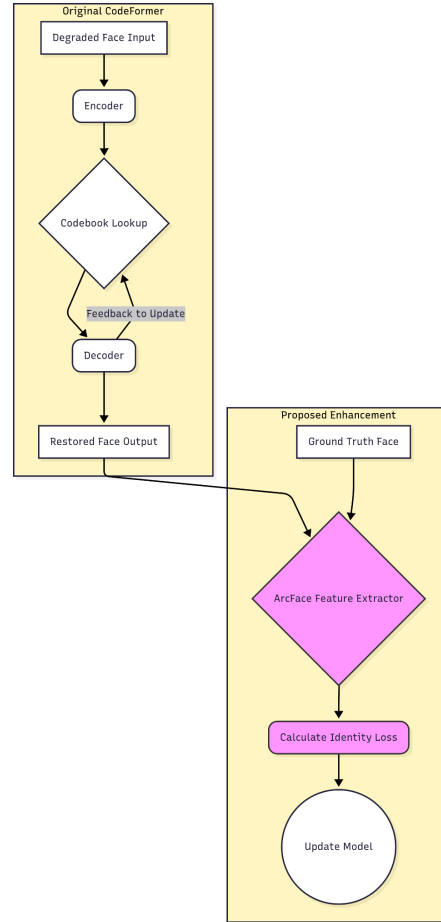 Original CodeFormer
Degraded Face Input
Encoder
Codebook Lookup
Feedback to Update
Decoder
Restored Face Output
Proposed Enhancement
Ground Truth Face
ArcFace Feature Extractor
Calculate Identity Loss
Update Model